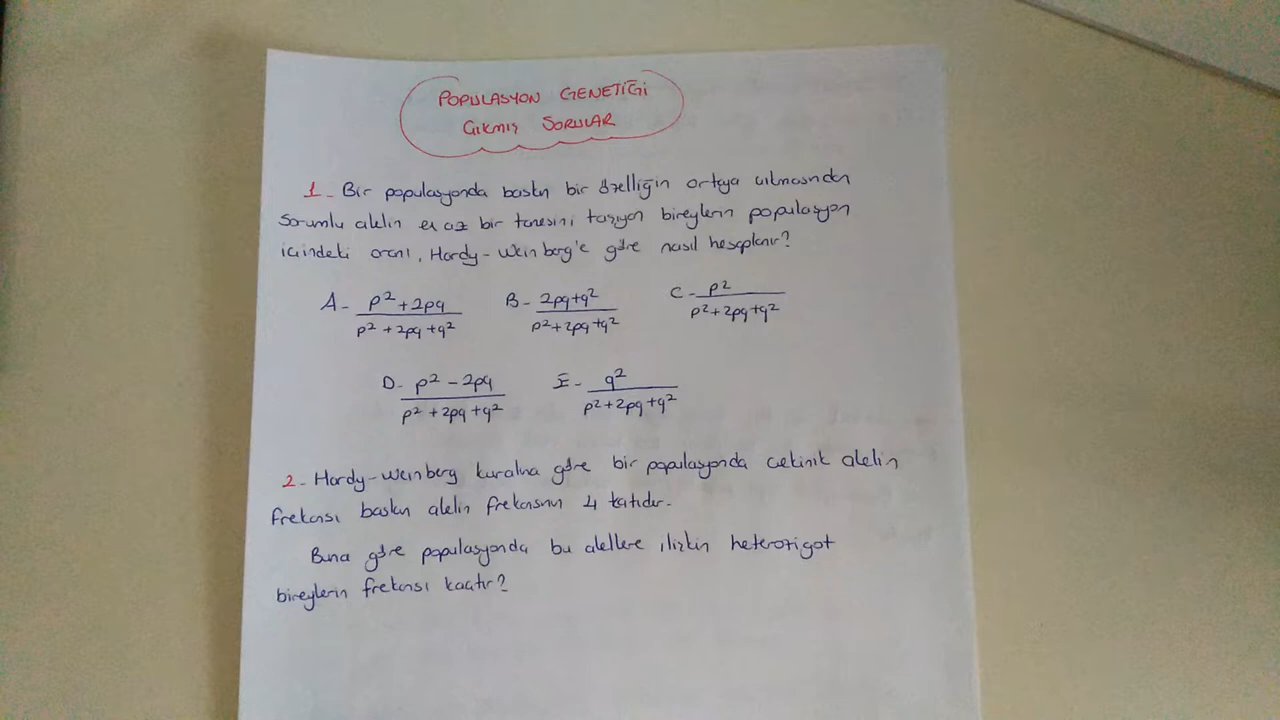 POPULASYON GENETİĞİ
ÇIKMIŞ SORULAR
1- Bir populasyonda baskın bir özelliğin ortaya çıkmasından
sorumlu alelin en az bir tanesini taşıyan bireylerin populasyon
içindeki oranı, Hardy-Weinberg'e göre nasıl hesaplanır?
A- p²+2pq / p²+2pq+q² B- 2pq+q² / p²+2pq+q² C- p² / p²+2pq+q²
D- p²-2pq / p²+2pq+q² E- q² / p²+2pq+q²
2- Hardy-Weinberg kuralına göre bir populasyonda çekinik alelin
frekansı baskın alelin frekansının 4 katıdır.
Buna göre populasyonda bu alellere ilişkin heterozigot
bireylerin frekansı kaçtır?